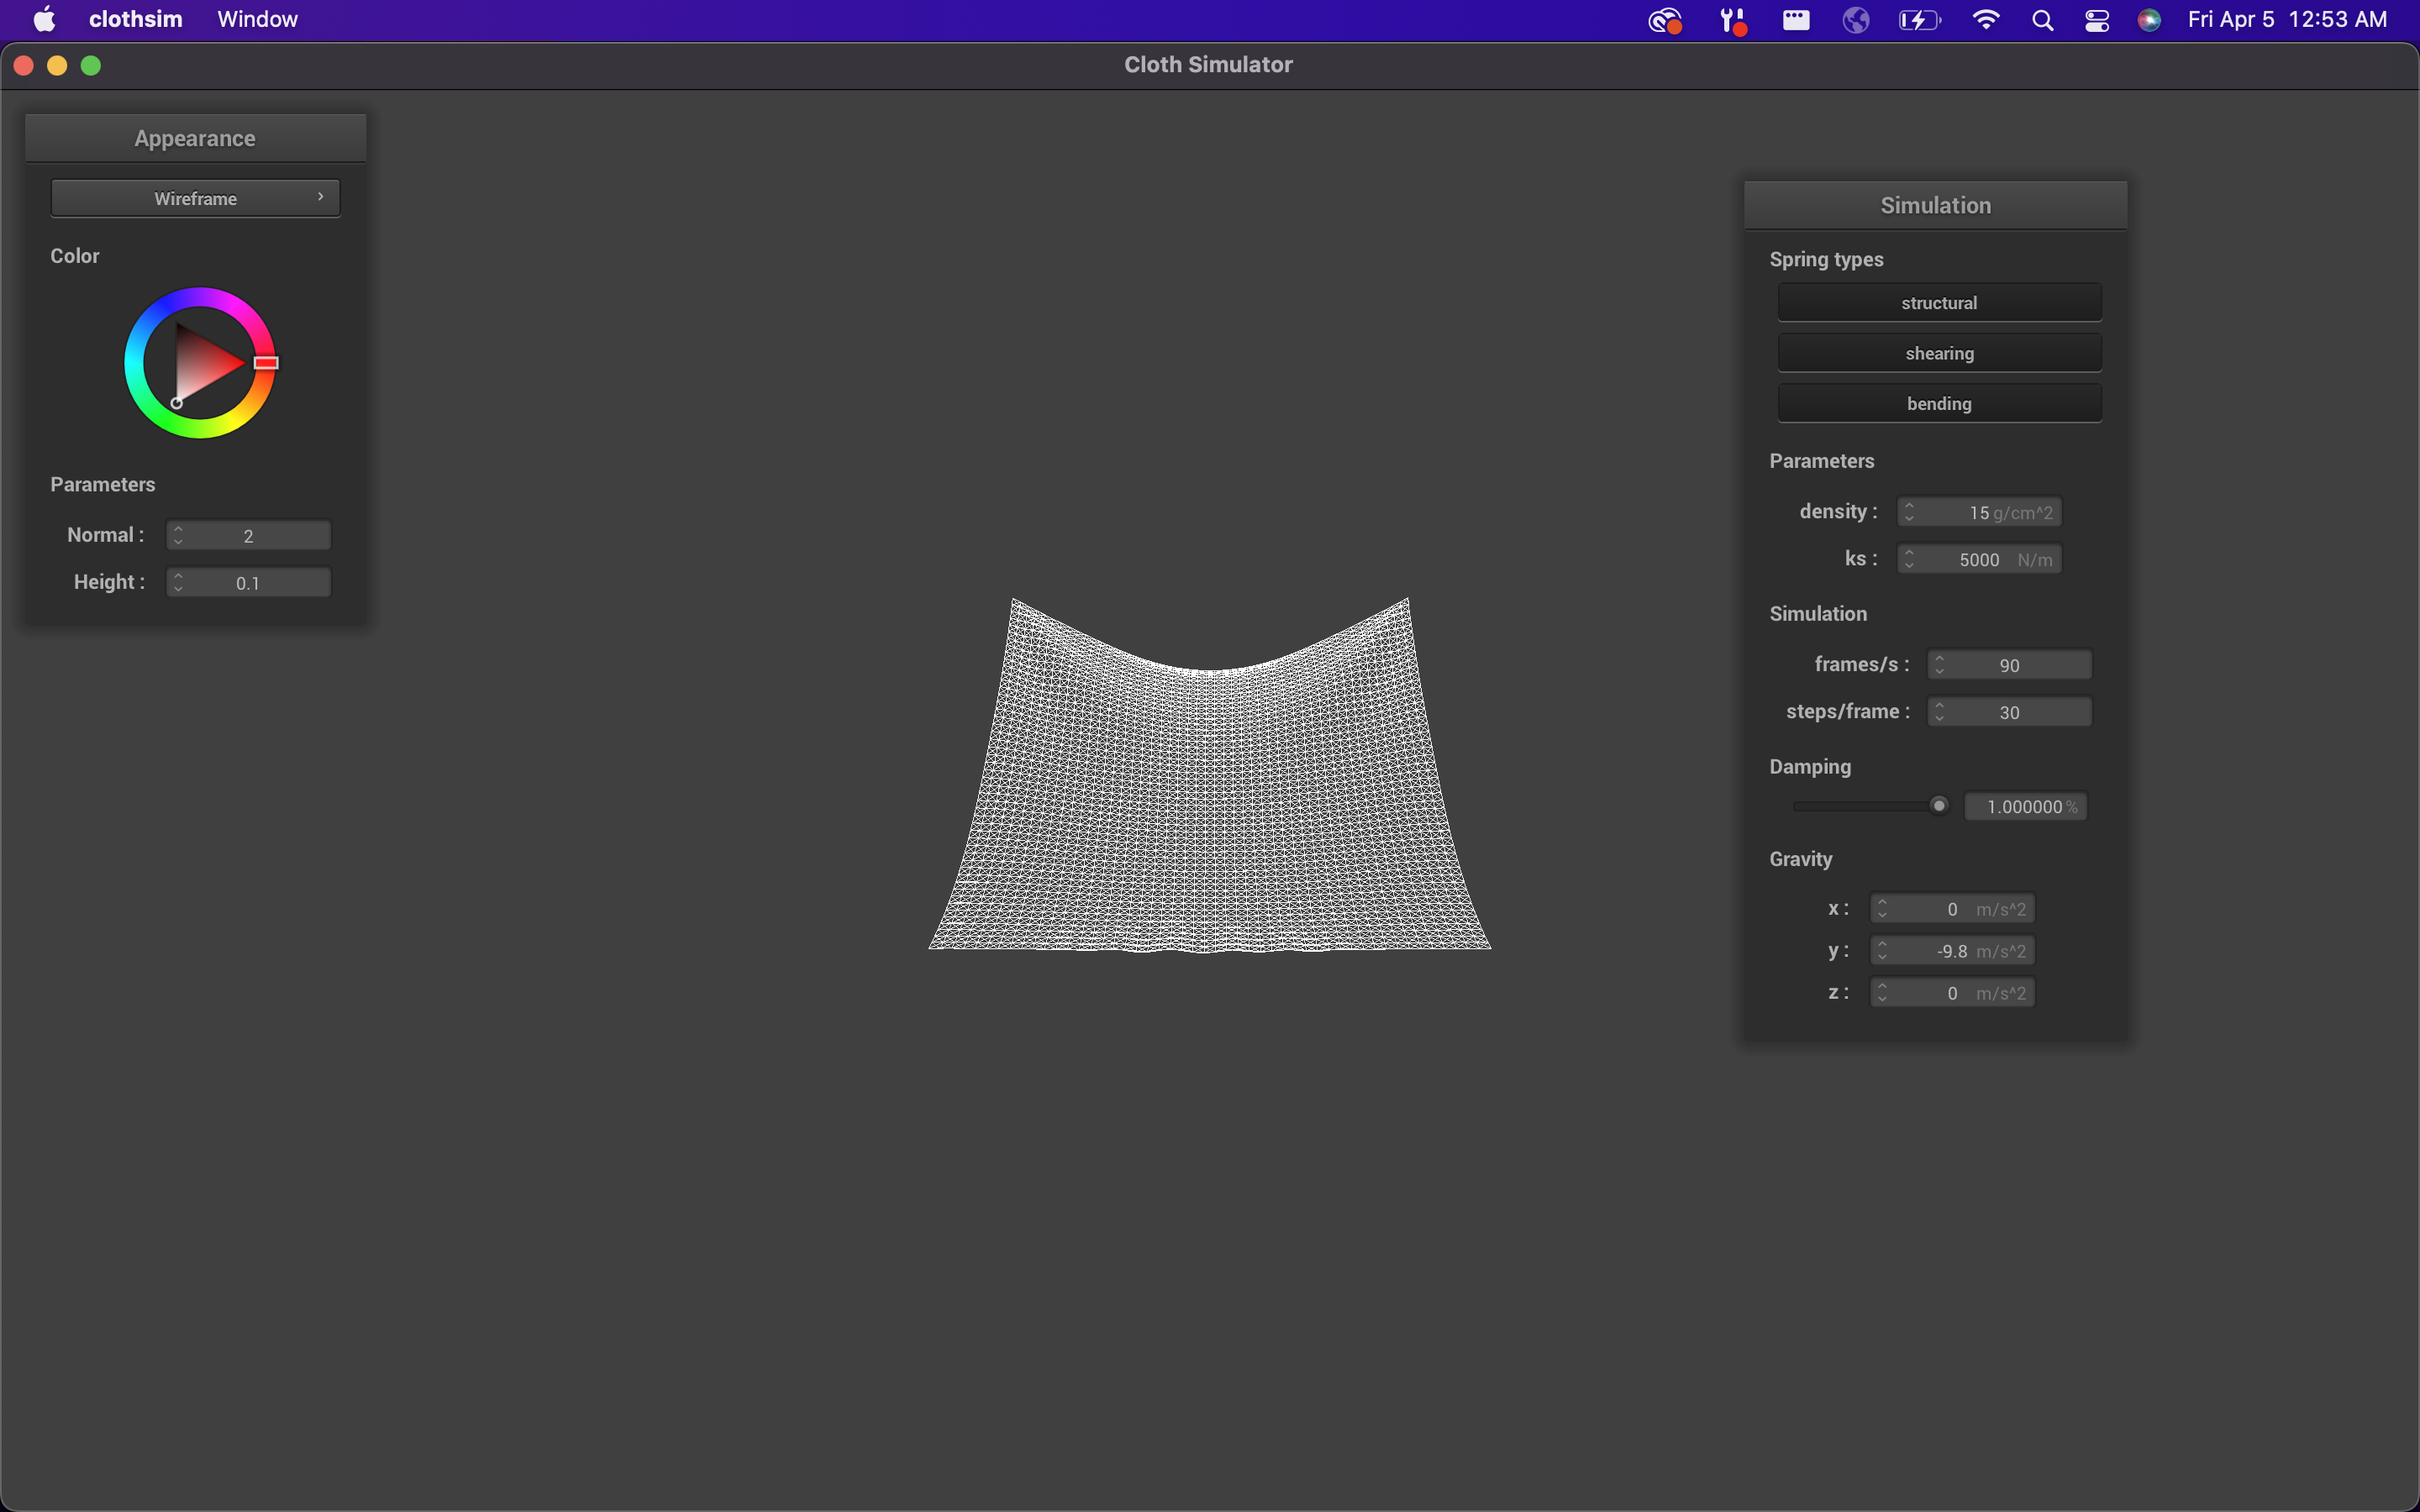 clothsim Window Fri Apr 5 12:53 AM
Cloth Simulator
Appearance
Wireframe
Color
Parameters
Normal : 2
Height : 0.1
Simulation
Spring types
structural
shearing
bending
Parameters
density : 15 g/cm^2
ks : 5000 N/m
Simulation
frames/s : 90
steps/frame : 30
Damping
1.000000 %
Gravity
x : 0 m/s^2
y : -9.8 m/s^2
z : 0 m/s^2